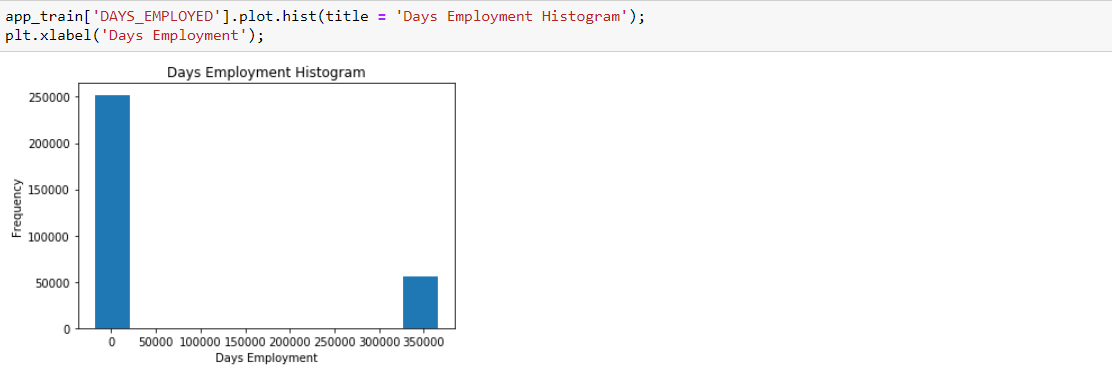 app_train['DAYS_EMPLOYED'].plot.hist(title = 'Days Employment Histogram');
plt.xlabel('Days Employment');
Days Employment Histogram
250000
200000
150000
100000
50000
0
Frequency
0 50000 100000 150000 200000 250000 300000 350000
Days Employment